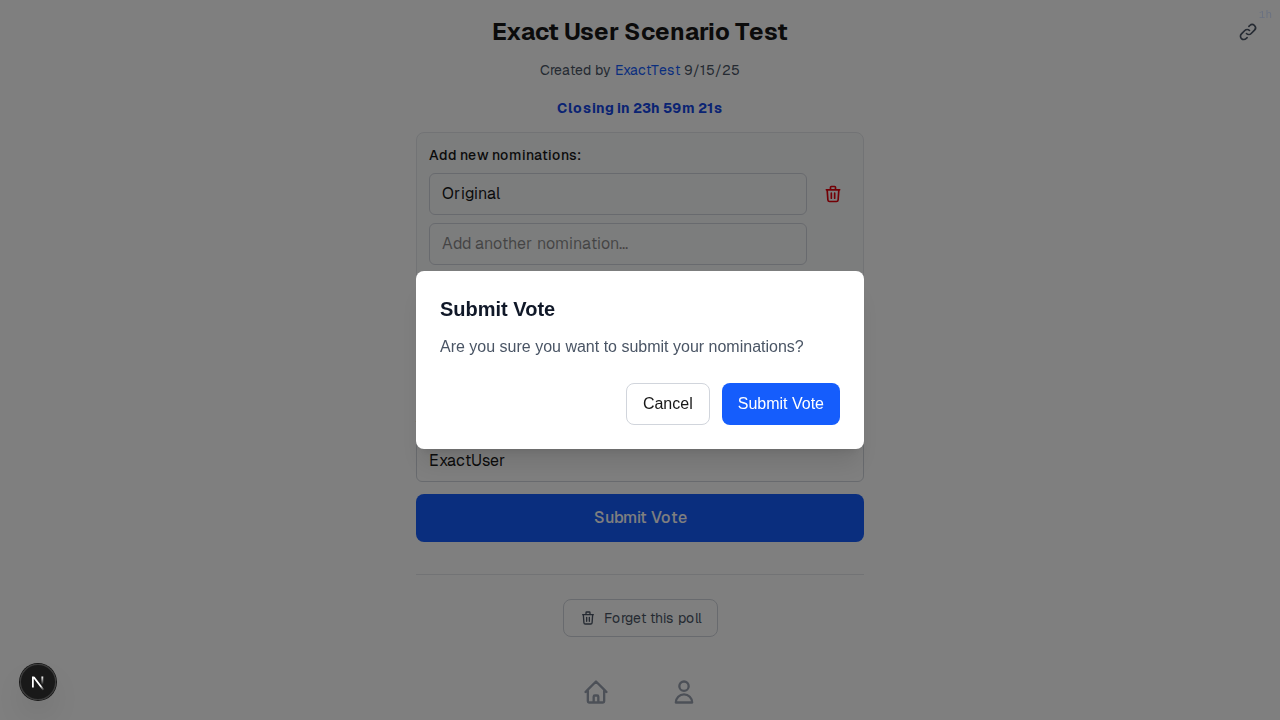 Exact User Scenario Test
1h
Created by ExactTest 9/15/25
Closing in 23h 59m 21s
Add new nominations:
Original
Add another nomination...
Submit Vote
Are you sure you want to submit your nominations?
Cancel
Submit Vote
ExactUser
Submit Vote
Forget this poll
N